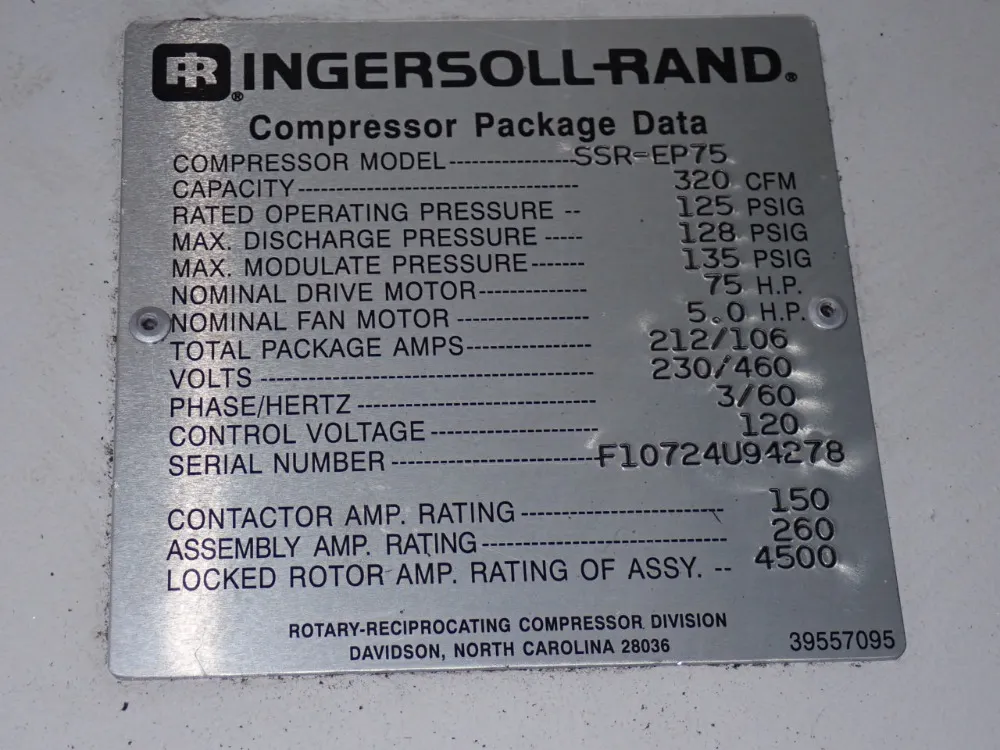 IR® INGERSOLL-RAND®
Compressor Package Data
COMPRESSOR MODEL----------------SSR-EP75
CAPACITY------------------------------------ 320 CFM
RATED OPERATING PRESSURE -- 125 PSIG
MAX. DISCHARGE PRESSURE ----- 128 PSIG
MAX. MODULATE PRESSURE------- 135 PSIG
NOMINAL DRIVE MOTOR-------------- 75 H.P.
NOMINAL FAN MOTOR ----------------- 5.0 H.P.
TOTAL PACKAGE AMPS---------------- 212/106
VOLTS ------------------------------------------- 230/460
PHASE/HERTZ ------------------------------- 3/60
CONTROL VOLTAGE---------------------- 120
SERIAL NUMBER ---------------------------F10724U94278
CONTACTOR AMP. RATING -------------------------- 150
ASSEMBLY AMP. RATING-------------------------------- 260
LOCKED ROTOR AMP. RATING OF ASSY. -- 4500
ROTARY-RECIPROCATING COMPRESSOR DIVISION
DAVIDSON, NORTH CAROLINA 28036
39557095